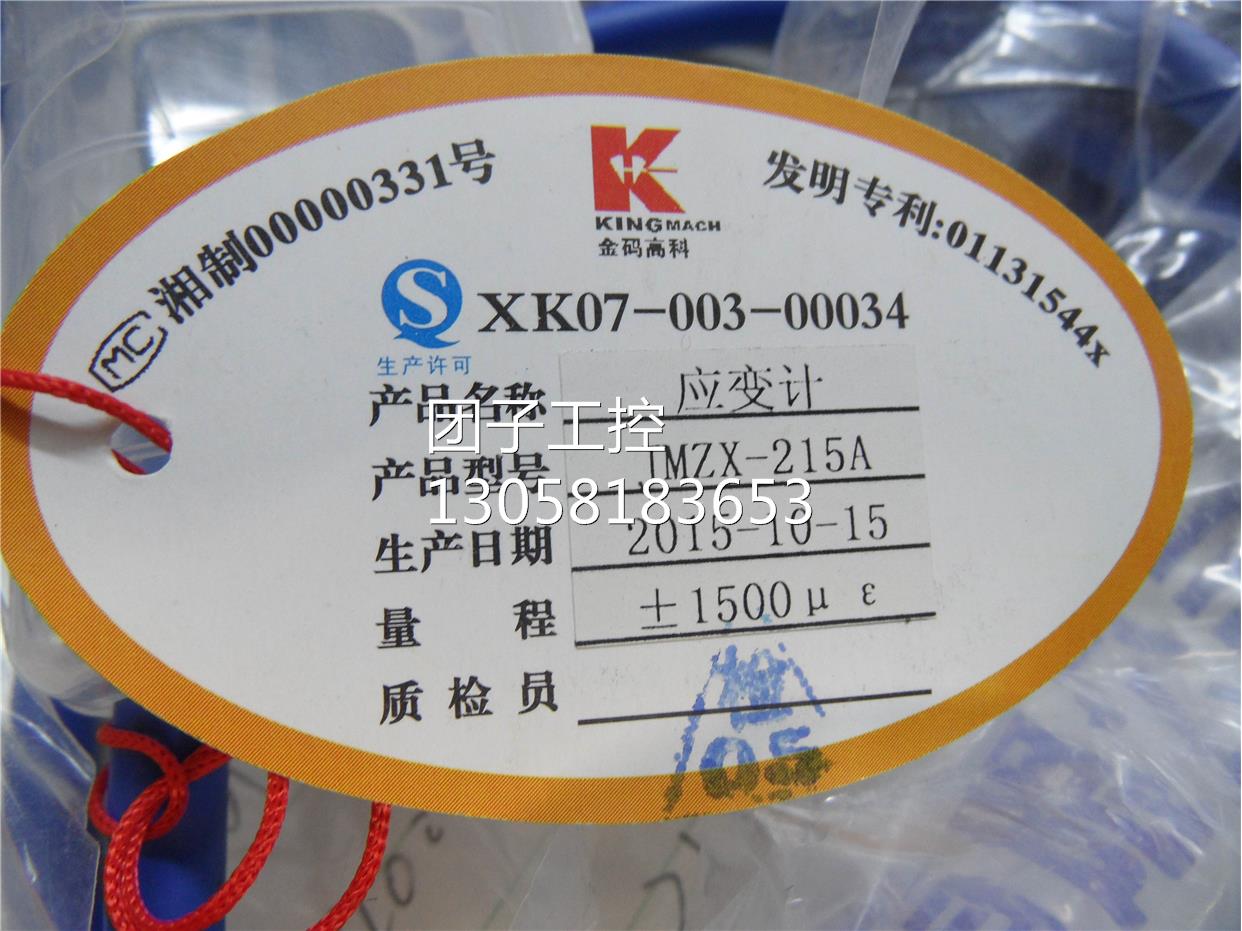 MC 湘制00000331号
KINGMACH
金码高科
发明专利:01131544x
XK07-003-00034
生产许可
产品名称 应变计
团子工控
产品型号 JMZX-215A
13058183653
生产日期 2015-10-15
量 程 ±1500με
质检员
05